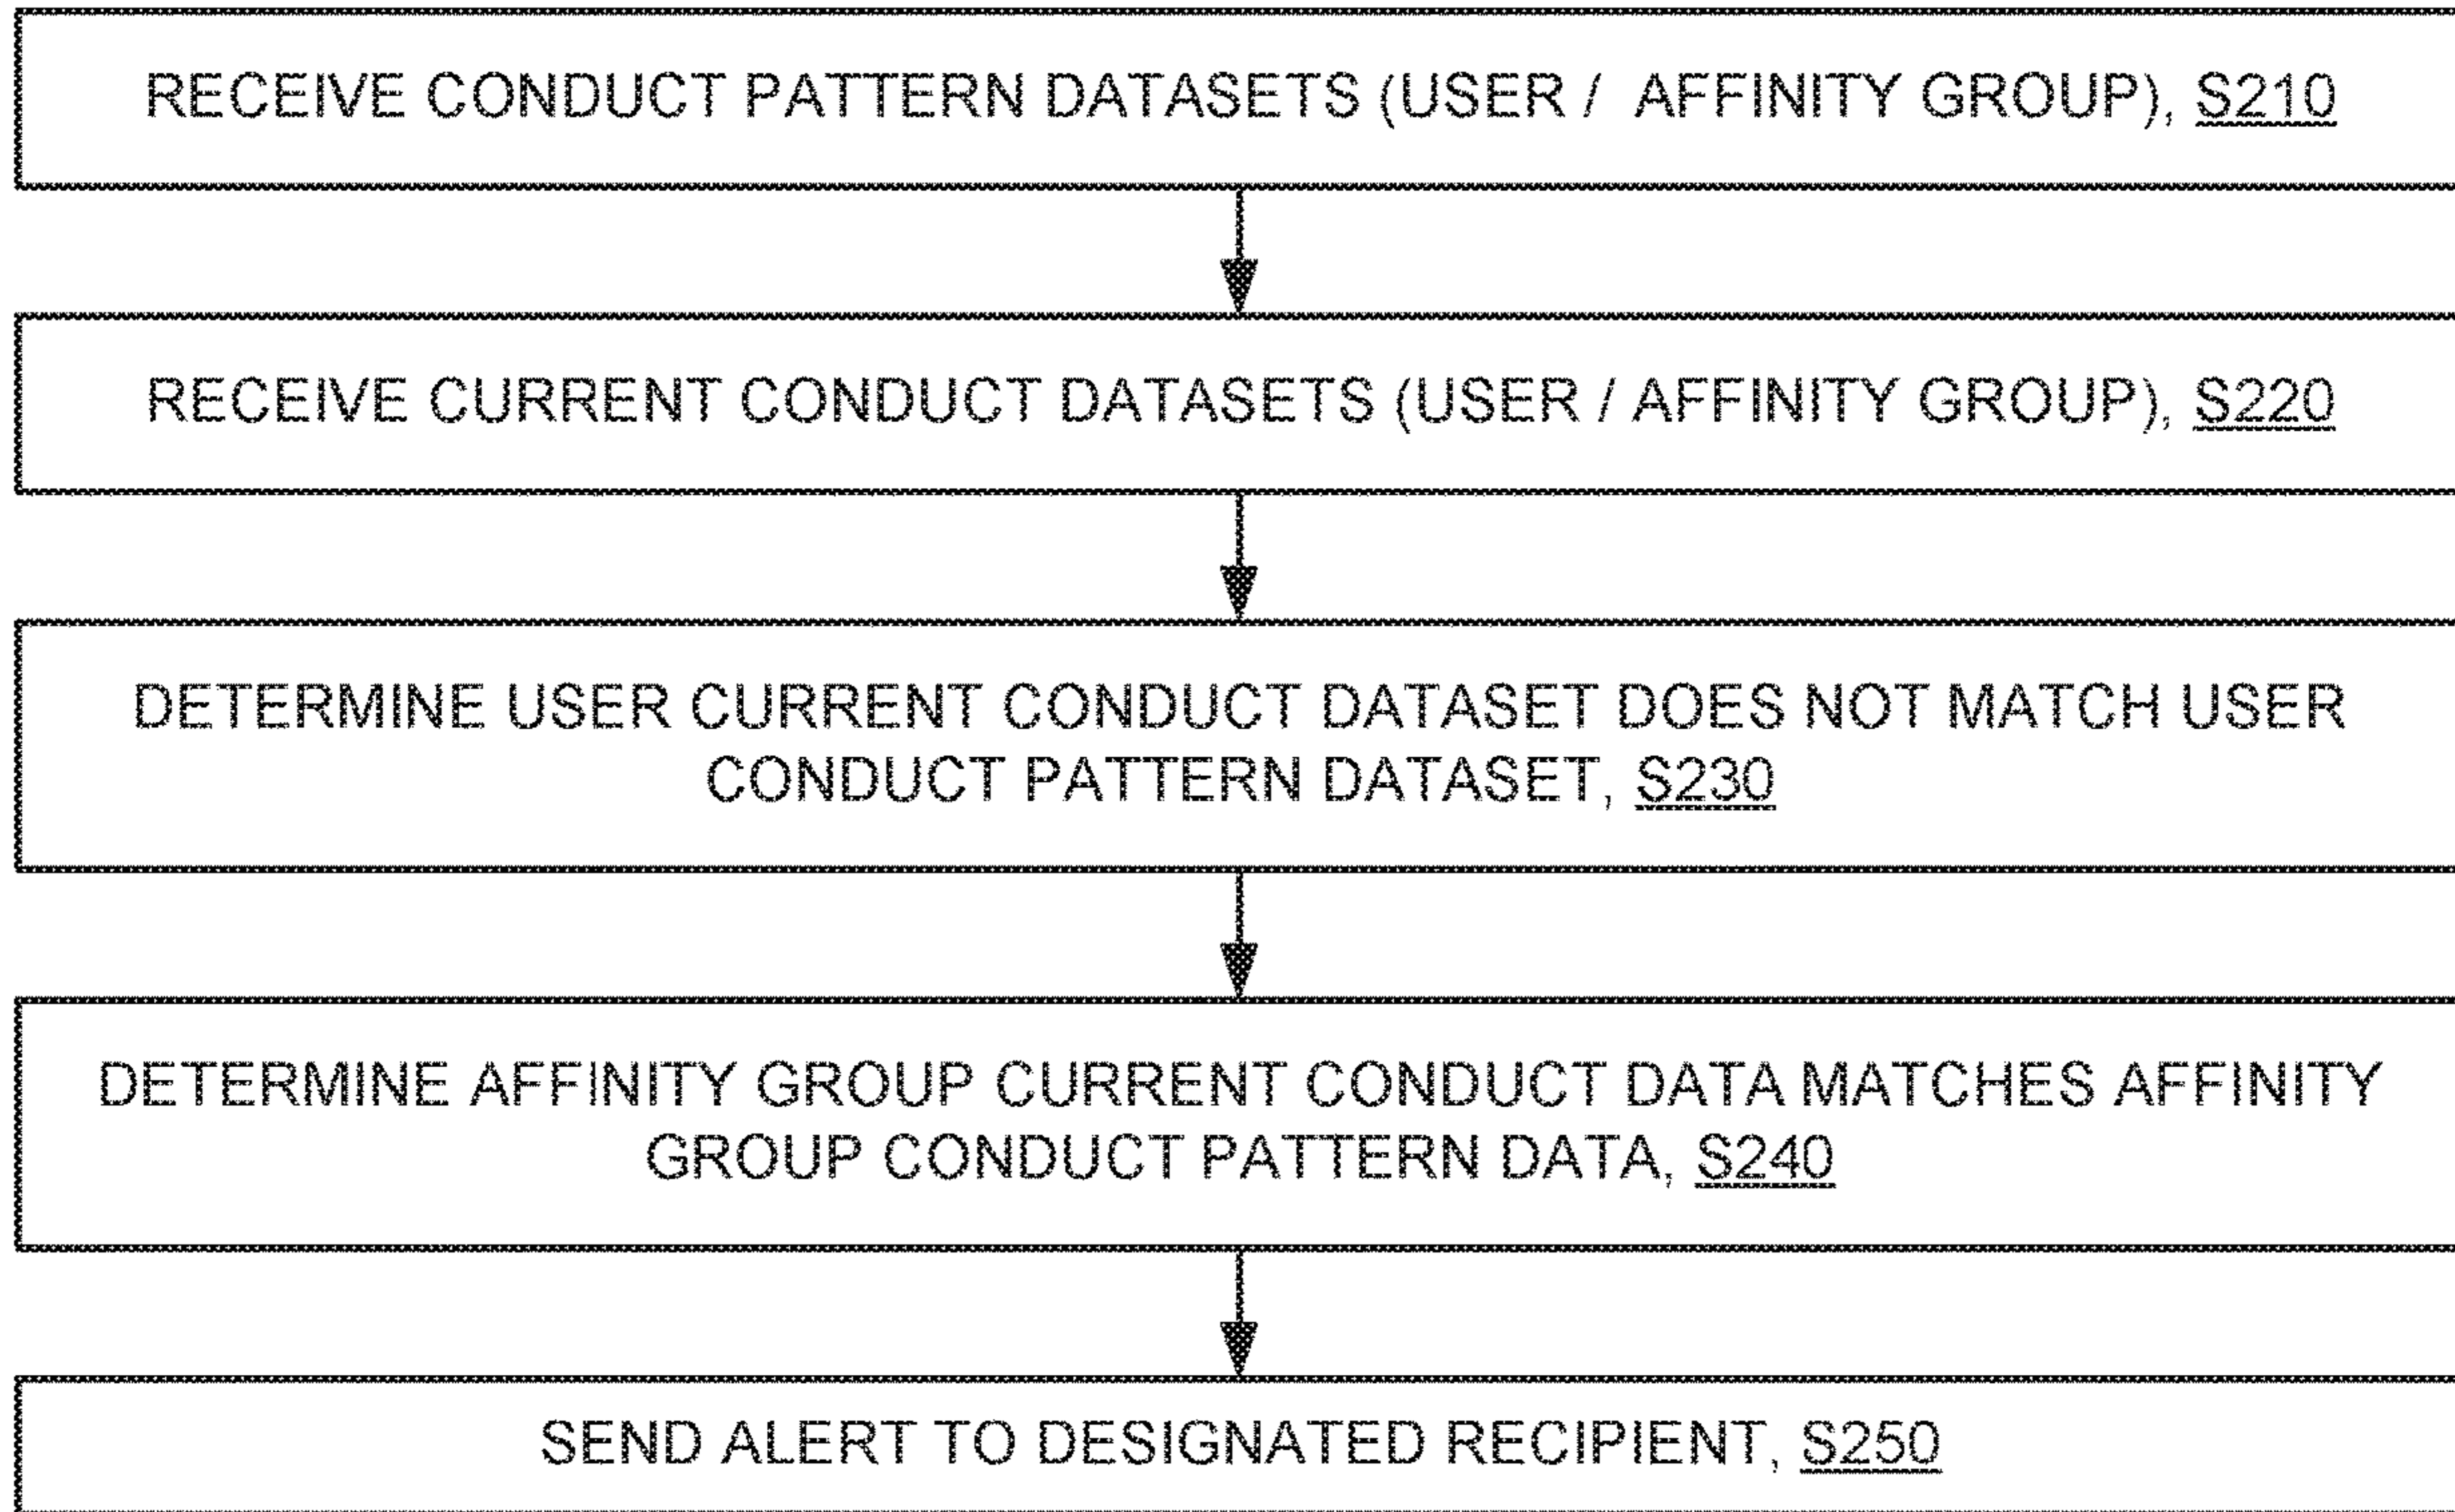 RECEIVE CONDUCT PATTERN DATASETS (USER / AFFINITY GROUP), S210
RECEIVE CURRENT CONDUCT DATASETS (USER / AFFINITY GROUP), S220
DETERMINE USER CURRENT CONDUCT DATASET DOES NOT MATCH USER
CONDUCT PATTERN DATASET, S230
DETERMINE AFFINITY GROUP CURRENT CONDUCT DATA MATCHES AFFINITY
GROUP CONDUCT PATTERN DATA, S240
SEND ALERT TO DESIGNATED RECIPIENT, S250